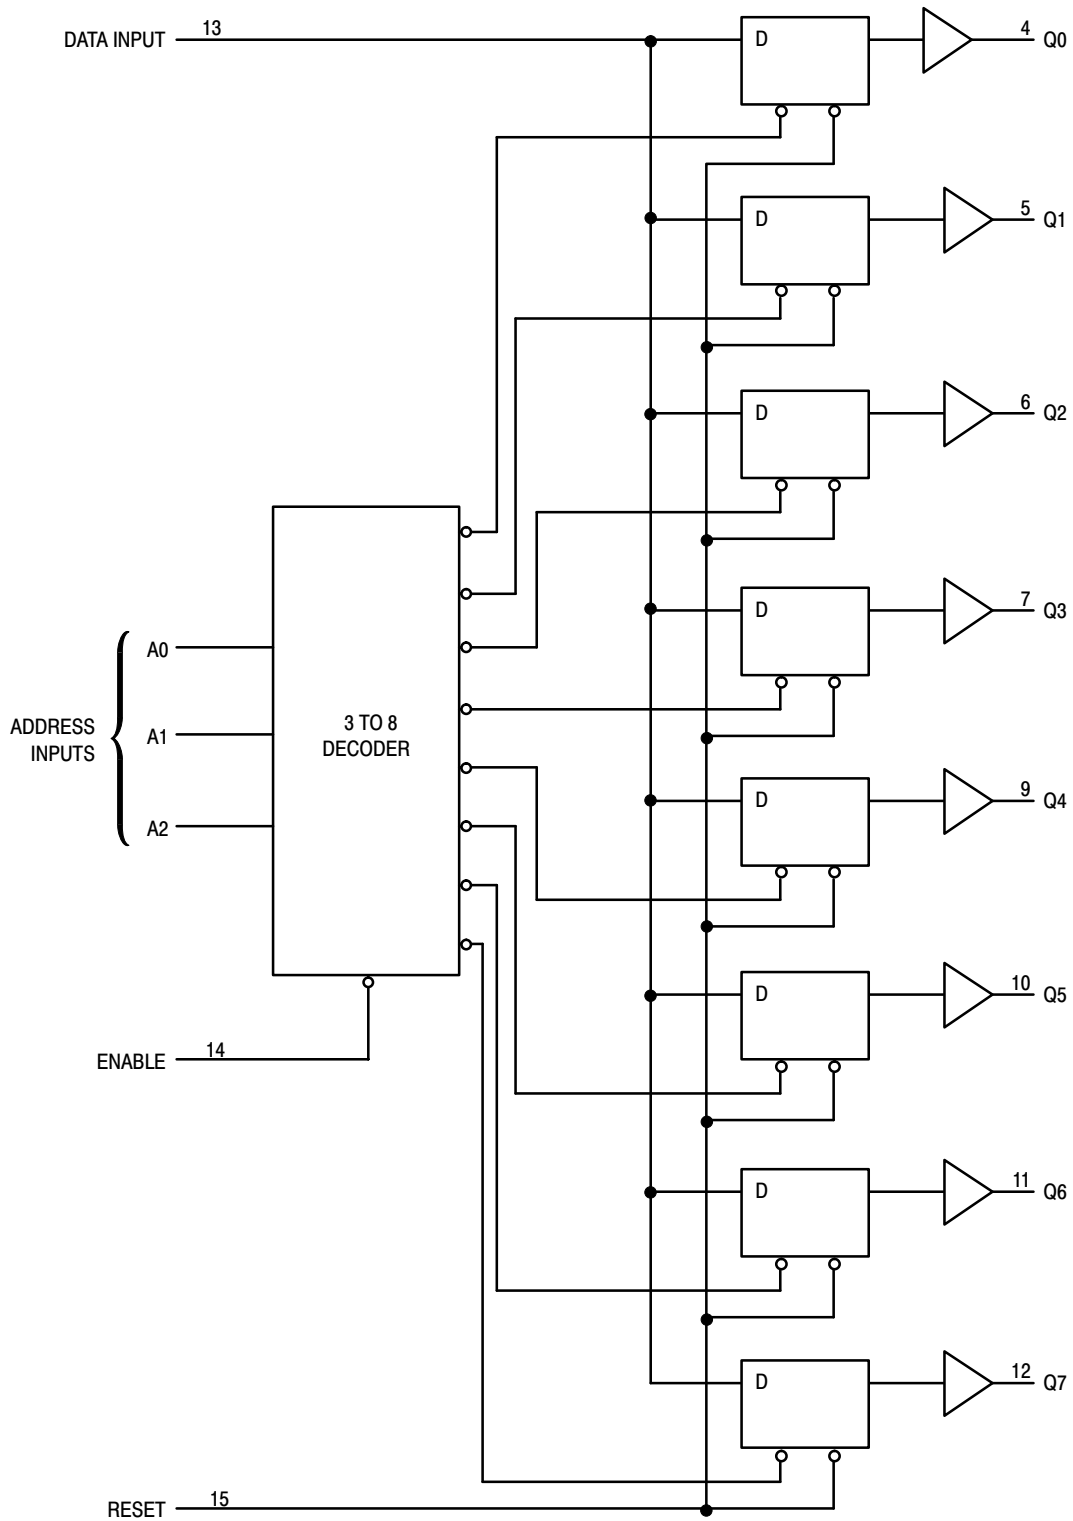 DATA INPUT 13
D
4 Q0
D
5 Q1
D
6 Q2
D
7 Q3
A0
ADDRESS
INPUTS
A1
A2
3 TO 8
DECODER
D
9 Q4
D
10 Q5
ENABLE 14
D
11 Q6
D
12 Q7
RESET 15